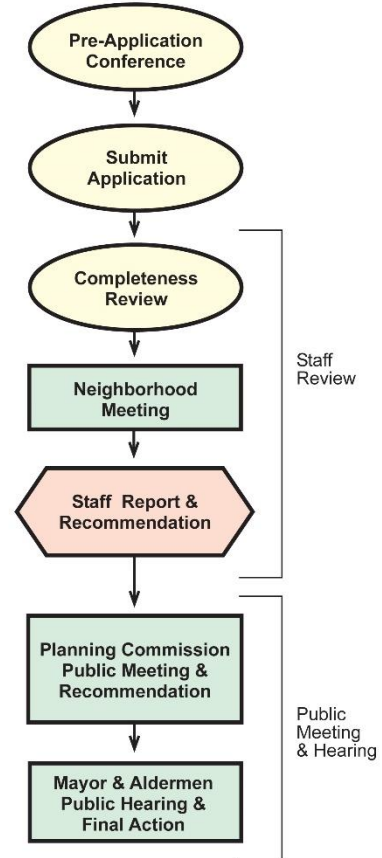 Pre-Application
Conference
Submit
Application
Completeness
Review
Neighborhood
Meeting
Staff Report &
Recommendation
Staff
Review
Planning Commission
Public Meeting &
Recommendation
Mayor & Aldermen
Public Hearing &
Final Action
Public
Meeting
& Hearing